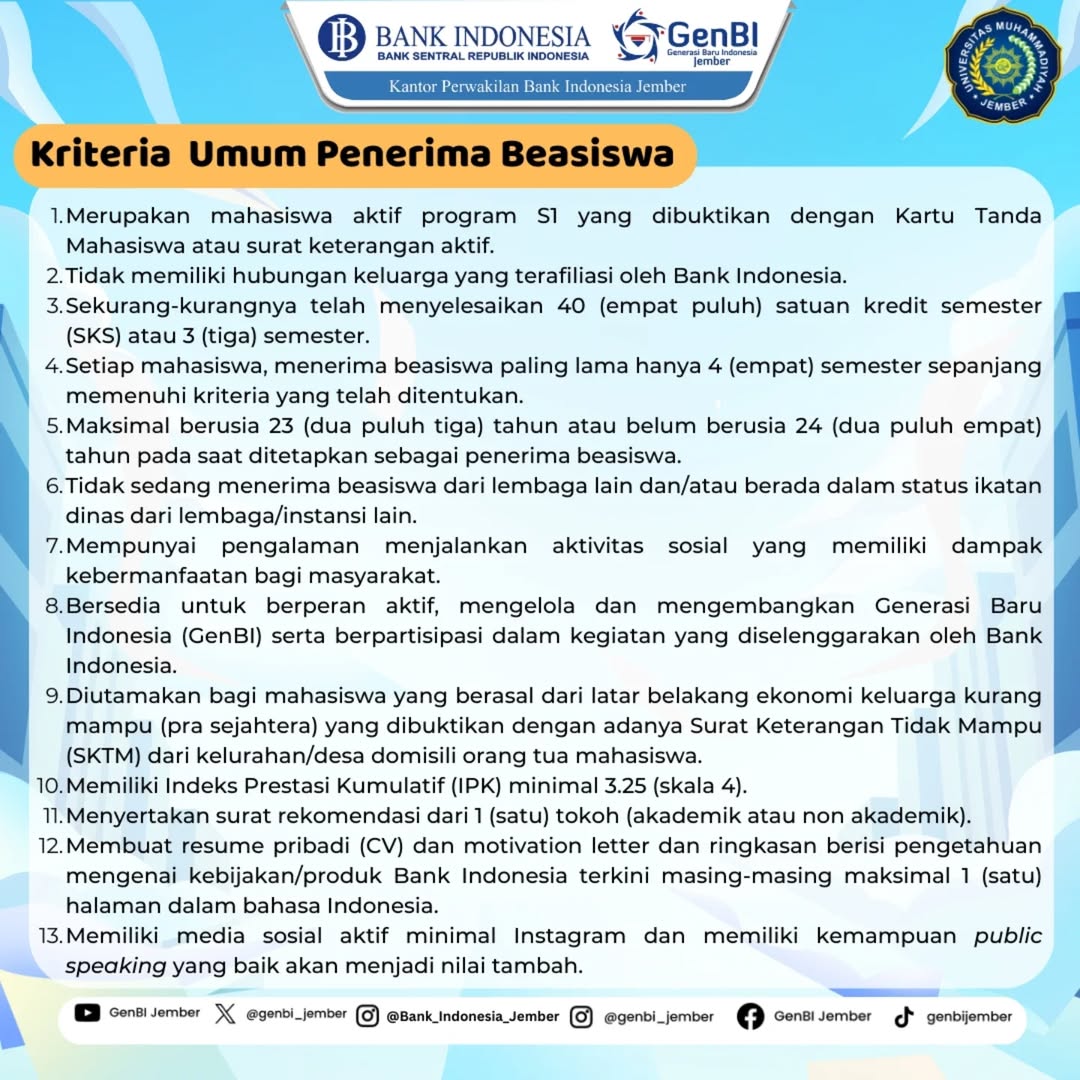 BANK INDONESIA
BANK SENTRAL REPUBLIK INDONESIA
GenBI
Generasi Baru Indonesia
Jember
Kantor Perwakilan Bank Indonesia Jember
UNIVERSITAS MUHAMMADIYAH
JEMBER
Kriteria Umum Penerima Beasiswa
1. Merupakan mahasiswa aktif program S1 yang dibuktikan dengan Kartu Tanda
Mahasiswa atau surat keterangan aktif.
2. Tidak memiliki hubungan keluarga yang terafiliasi oleh Bank Indonesia.
3. Sekurang-kurangnya telah menyelesaikan 40 (empat puluh) satuan kredit semester
(SKS) atau 3 (tiga) semester.
4. Setiap mahasiswa, menerima beasiswa paling lama hanya 4 (empat) semester sepanjang
memenuhi kriteria yang telah ditentukan.
5. Maksimal berusia 23 (dua puluh tiga) tahun atau belum berusia 24 (dua puluh empat)
tahun pada saat ditetapkan sebagai penerima beasiswa.
6. Tidak sedang menerima beasiswa dari lembaga lain dan/atau berada dalam status ikatan
dinas dari lembaga/instansi lain.
7. Mempunyai pengalaman menjalankan aktivitas sosial yang memiliki dampak
kebermanfaatan bagi masyarakat.
8. Bersedia untuk berperan aktif, mengelola dan mengembangkan Generasi Baru
Indonesia (GenBI) serta berpartisipasi dalam kegiatan yang diselenggarakan oleh Bank
Indonesia.
9. Diutamakan bagi mahasiswa yang berasal dari latar belakang ekonomi keluarga kurang
mampu (pra sejahtera) yang dibuktikan dengan adanya Surat Keterangan Tidak Mampu
(SKTM) dari kelurahan/desa domisili orang tua mahasiswa.
10. Memiliki Indeks Prestasi Kumulatif (IPK) minimal 3.25 (skala 4).
11. Menyertakan surat rekomendasi dari 1 (satu) tokoh (akademik atau non akademik).
12. Membuat resume pribadi (CV) dan motivation letter dan ringkasan berisi pengetahuan
mengenai kebijakan/produk Bank Indonesia terkini masing-masing maksimal 1 (satu)
halaman dalam bahasa Indonesia.
13. Memiliki media sosial aktif minimal Instagram dan memiliki kemampuan public
speaking yang baik akan menjadi nilai tambah.
GenBI Jember @genbi_jember @Bank_Indonesia_Jember @genbi_jember GenBI Jember genbijember